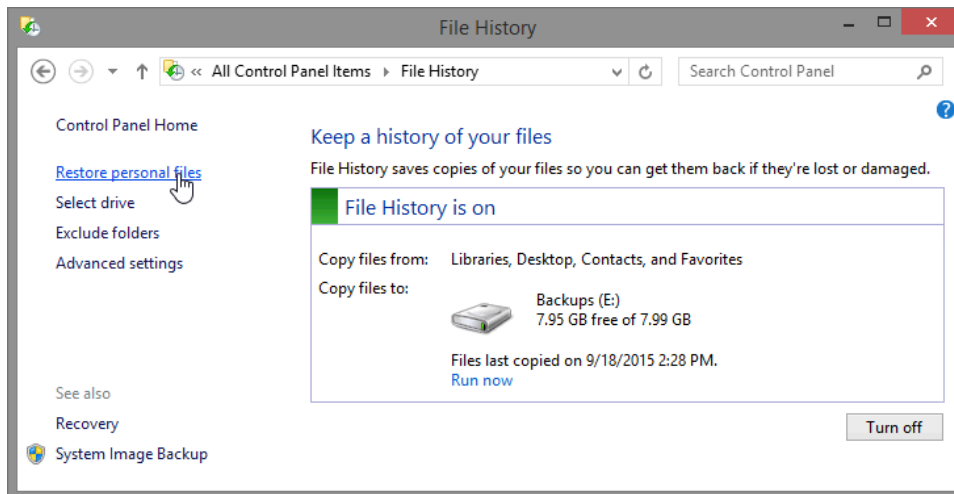 File History
« All Control Panel Items File History
Search Control Panel
Control Panel Home
Restore personal files
Select drive
Exclude folders
Advanced settings
See also
Recovery
System Image Backup
Keep a history of your files
File History saves copies of your files so you can get them back if they're lost or damaged.
File History is on
Copy files from: Libraries, Desktop, Contacts, and Favorites
Copy files to:
Backups (E:)
7.95 GB free of 7.99 GB
Files last copied on 9/18/2015 2:28 PM.
Run now
Turn off